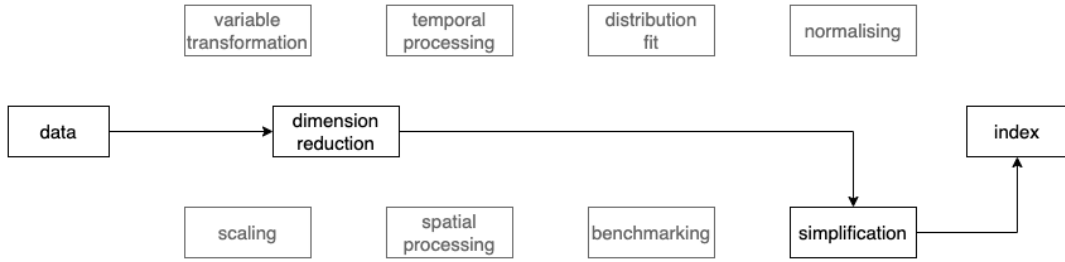 variable
transformation
temporal
processing
distribution
fit
normalising
data
dimension
reduction
index
scaling
spatial
processing
benchmarking
simplification